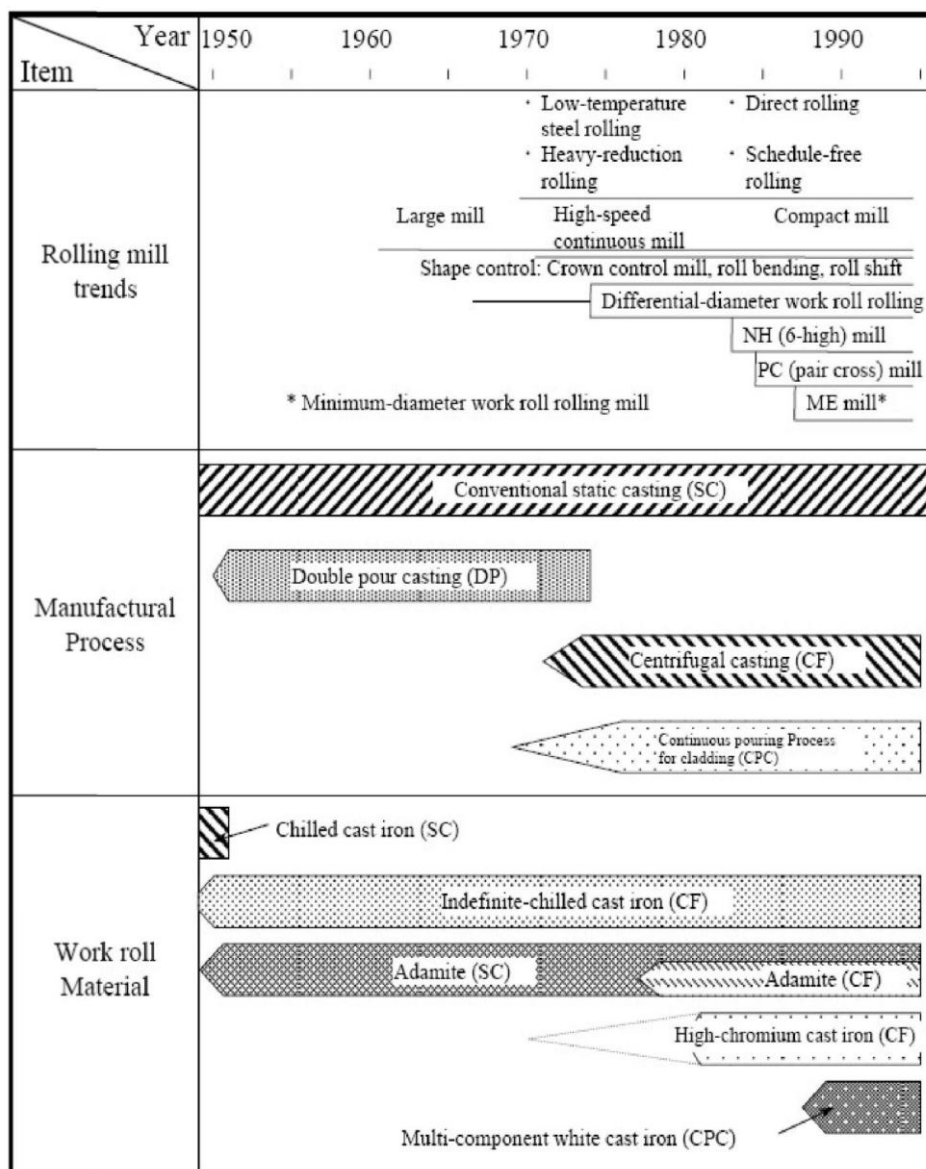 Year
Item
1950 1960 1970 1980 1990
Rolling mill
trends
· Low-temperature
steel rolling
· Heavy-reduction
rolling
· Direct rolling
· Schedule-free
rolling
Large mill
High-speed
continuous mill
Compact mill
Shape control: Crown control mill, roll bending, roll shift
Differential-diameter work roll rolling
NH (6-high) mill
PC (pair cross) mill
* Minimum-diameter work roll rolling mill
ME mill*
Manufactural
Process
Conventional static casting (SC)
Double pour casting (DP)
Centrifugal casting (CF)
Continuous pouring Process
for cladding (CPC)
Work roll
Material
Chilled cast iron (SC)
Indefinite-chilled cast iron (CF)
Adamite (SC)
Adamite (CF)
High-chromium cast iron (CF)
Multi-component white cast iron (CPC)